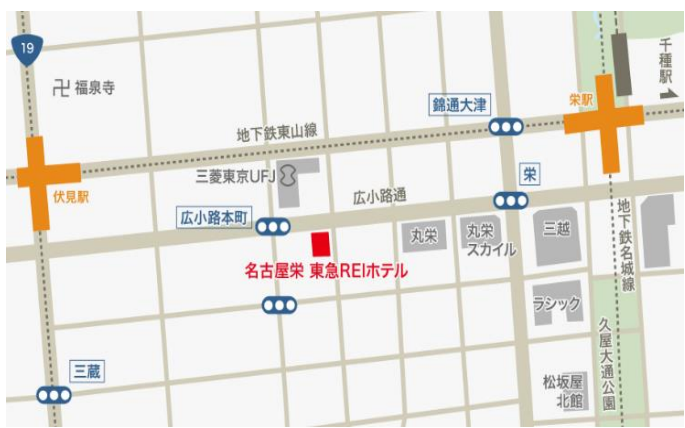 19
卍 福泉寺
千種駅
栄駅
錦通大津
地下鉄東山線
三菱東京UFJ
伏見駅
広小路通
栄
広小路本町
丸栄
丸栄
スカイル
三越
地下鉄名城線
名古屋栄 東急REIホテル
ラシック
久屋大通公園
三蔵
松坂屋
北館